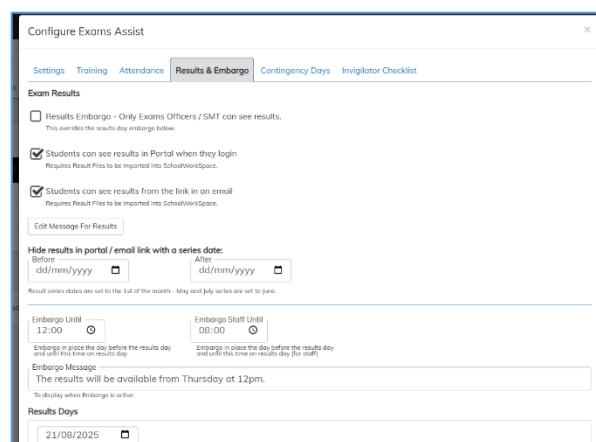 Configure Exams Assist ×
Settings Training Attendance Results & Embargo Contingency Days Invigilator Checklist
Exam Results
Results Embargo - Only Exams Officers / SMT can see results.
This overides the results day embargo below.
Students can see results in Portal when they login
Requires Result Files to be imported into SchoolWorkSpace.
Students can see results from the link in an email
Requires Result Files to be imported into SchoolWorkSpace.
Edit Message For Results
Hide results in portal / email link with a series date:
Before After
dd/mm/yyyy dd/mm/yyyy
Result series dates are set to the 1st of the month - May and July series are set to June.
Embargo Until Embargo Staff Until
12:00 08:00
Embargo in place the day before the results day Embargo in place the day before the results day
and until this time on results day and until this time on results day (for staff)
Embargo Message
The results will be available from Thursday at 12pm.
To display when Embargo is active
Results Days
21/08/2025